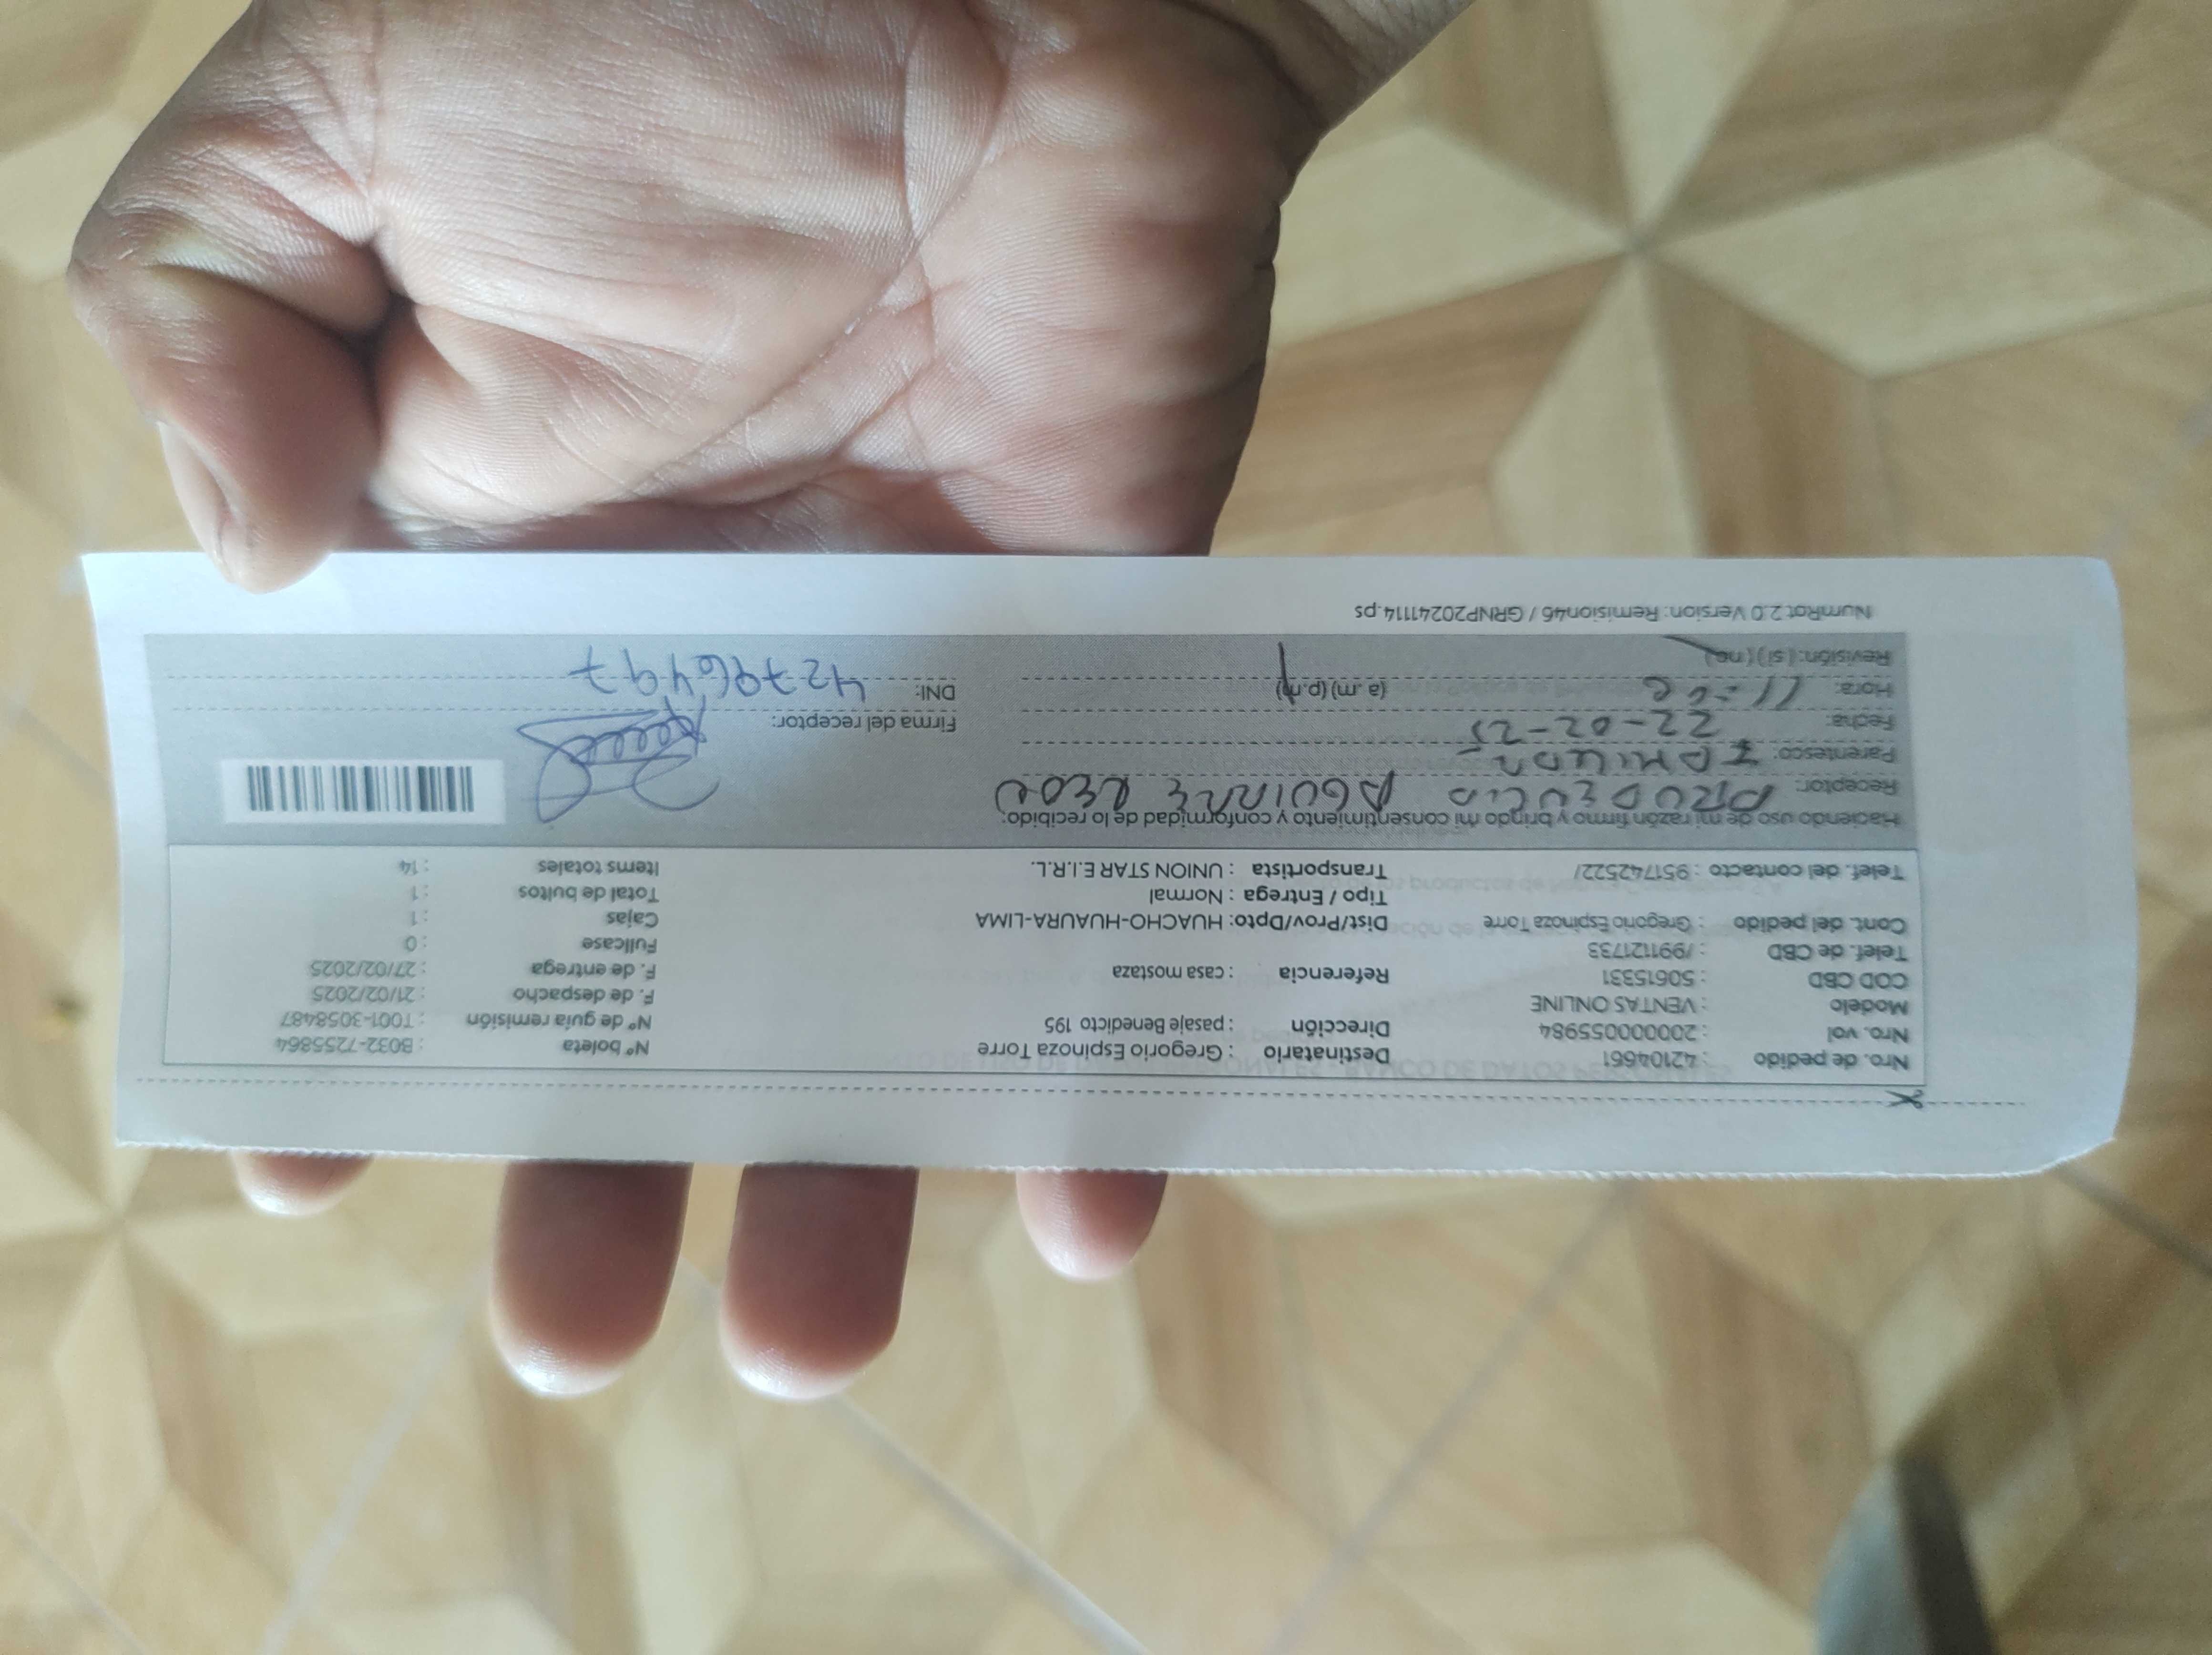 Nro. de pedido : 42104661 Destinatario : Gregorio Espinoza Torre N° boleta : B032-7255864
Nro. vol : 2000005598​4 Dirección : pasaje Benedicto 195 N° de guía remisión : T001-3058487
Modelo : VENTAS ONLINE F. de despacho : 21/02/2025
COD CBD : 50615331 Referencia : casa mostaza F. de entrega : 27/02/2025
Telef. de CBD : /991121733 Fullcase : 0
Cont. del pedido : Gregorio Espinoza Torre Dist/Prov/Dpto: HUACHO-HUAURA-LIMA Cajas : 1
Tipo / Entrega : Normal Total de bultos : 1
Telef. del contacto : 951742522/ Transportista : UNION STAR E.I.R.L. Items totales : 14
Haciendo uso de mi razón firmo y brindo mi consentimiento y conformidad de lo recibido:
Receptor: PRUDENCIO AGUIRRE
Parentesco: FAMILIAR
Fecha: 22-02-25 Firma del receptor:
Hora: 11:00 (a .m) (p.m) DNI: 42796497
Revisión: (si) (no)
NumRot 2.0 Version: Remision46 / GRNP20241114.ps